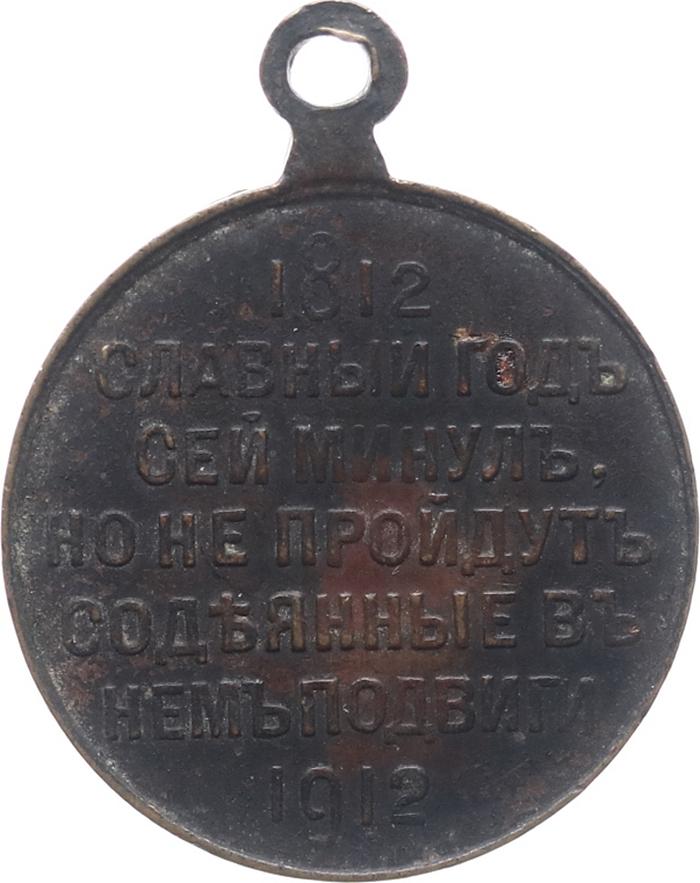 1812
СЛАВНЫЙ ГОДЪ
СЕЙ МИНУЛЪ,
НО НЕ ПРОЙДУТЪ
СОДѢЯННЫЕ ВЪ
НЕМЪ ПОДВИГИ
1912